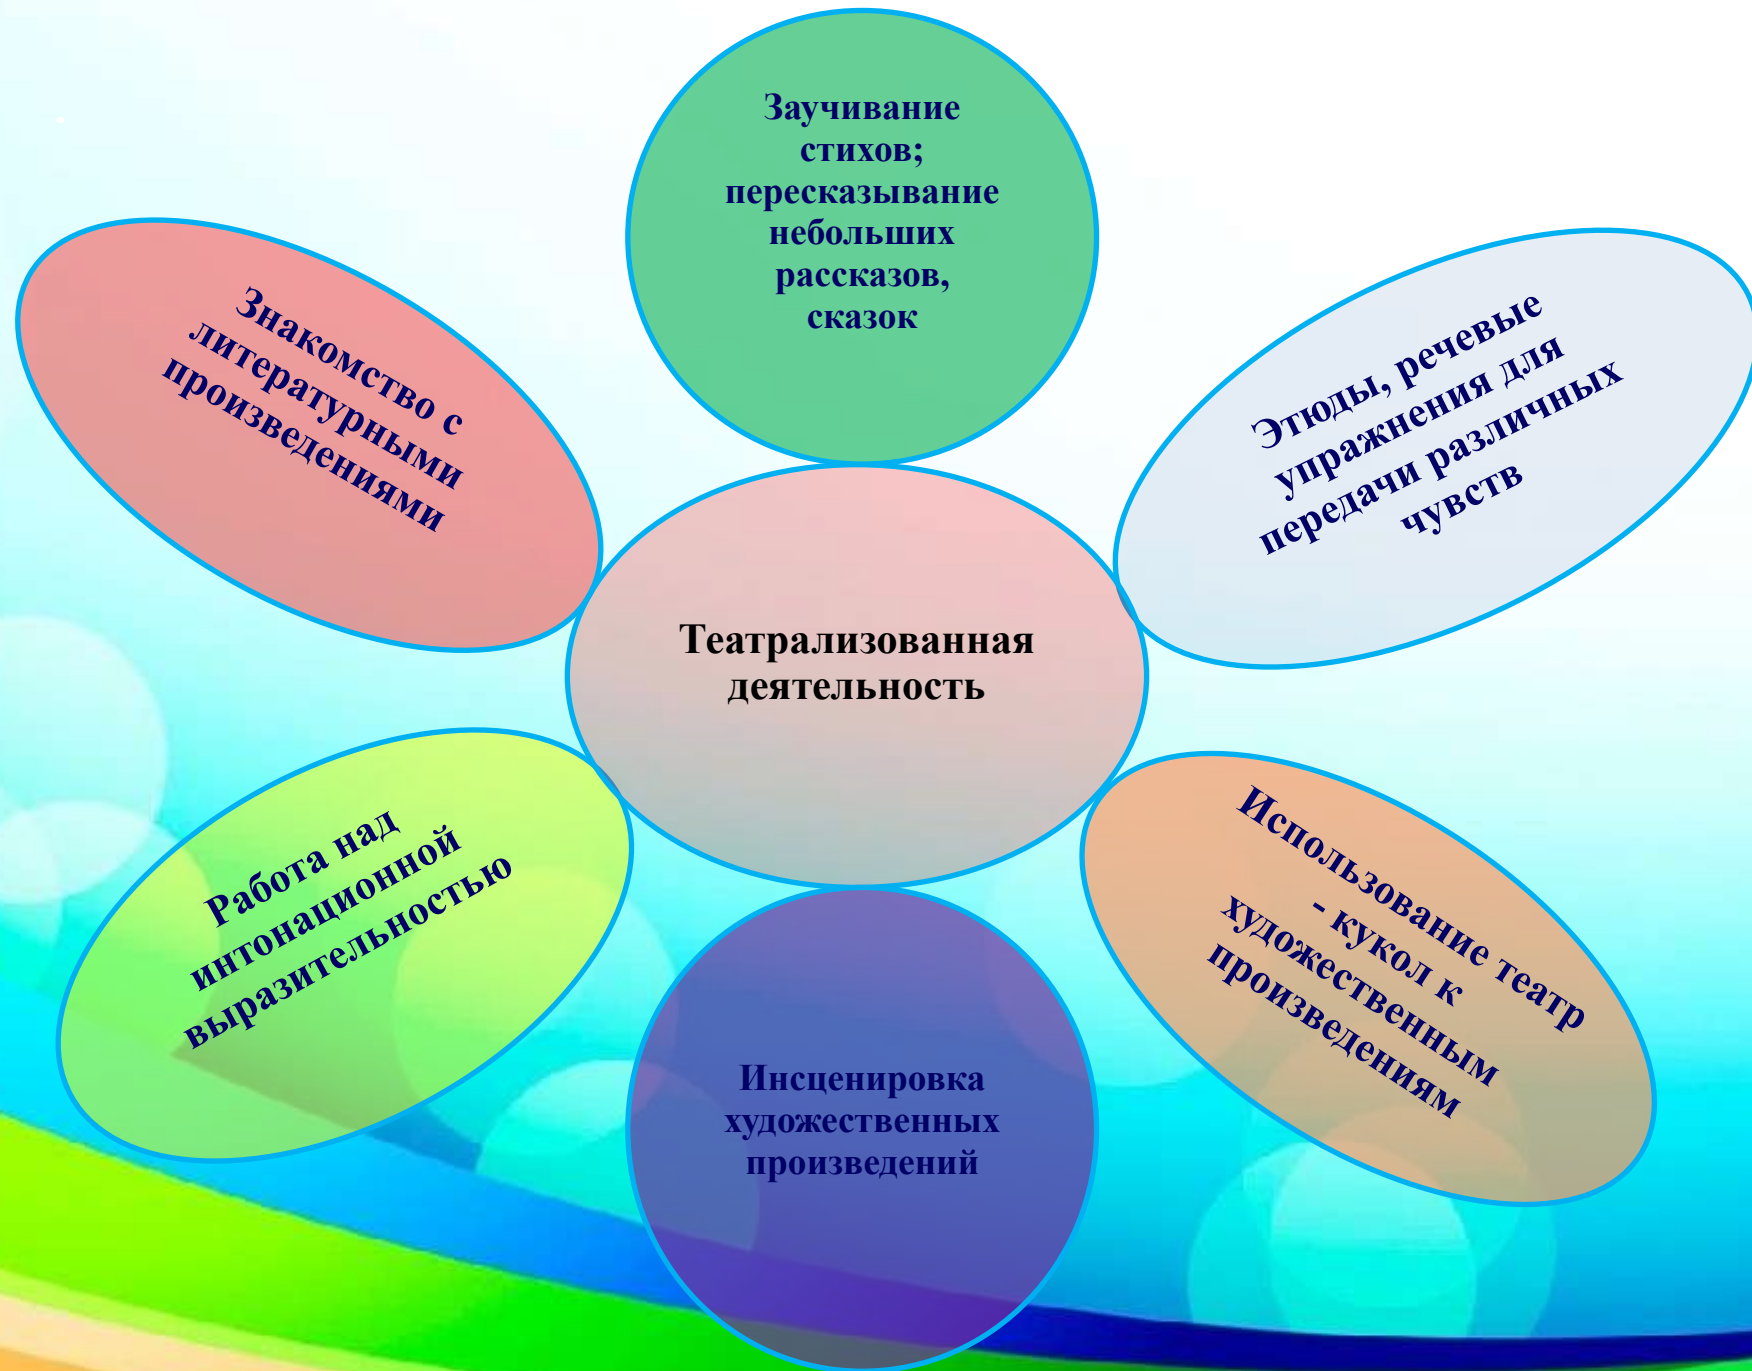 Заучивание
стихов;
пересказывание
небольших
рассказов,
сказок
Знакомство с
литературными
произведениями
Этюды, речевые
упражнения для
передачи различных
чувств
Театрализованная
деятельность
Работа над
интонационной
выразительностью
Использование театр
- кукол к
художественным
произведениям
Инсценировка
художественных
произведений